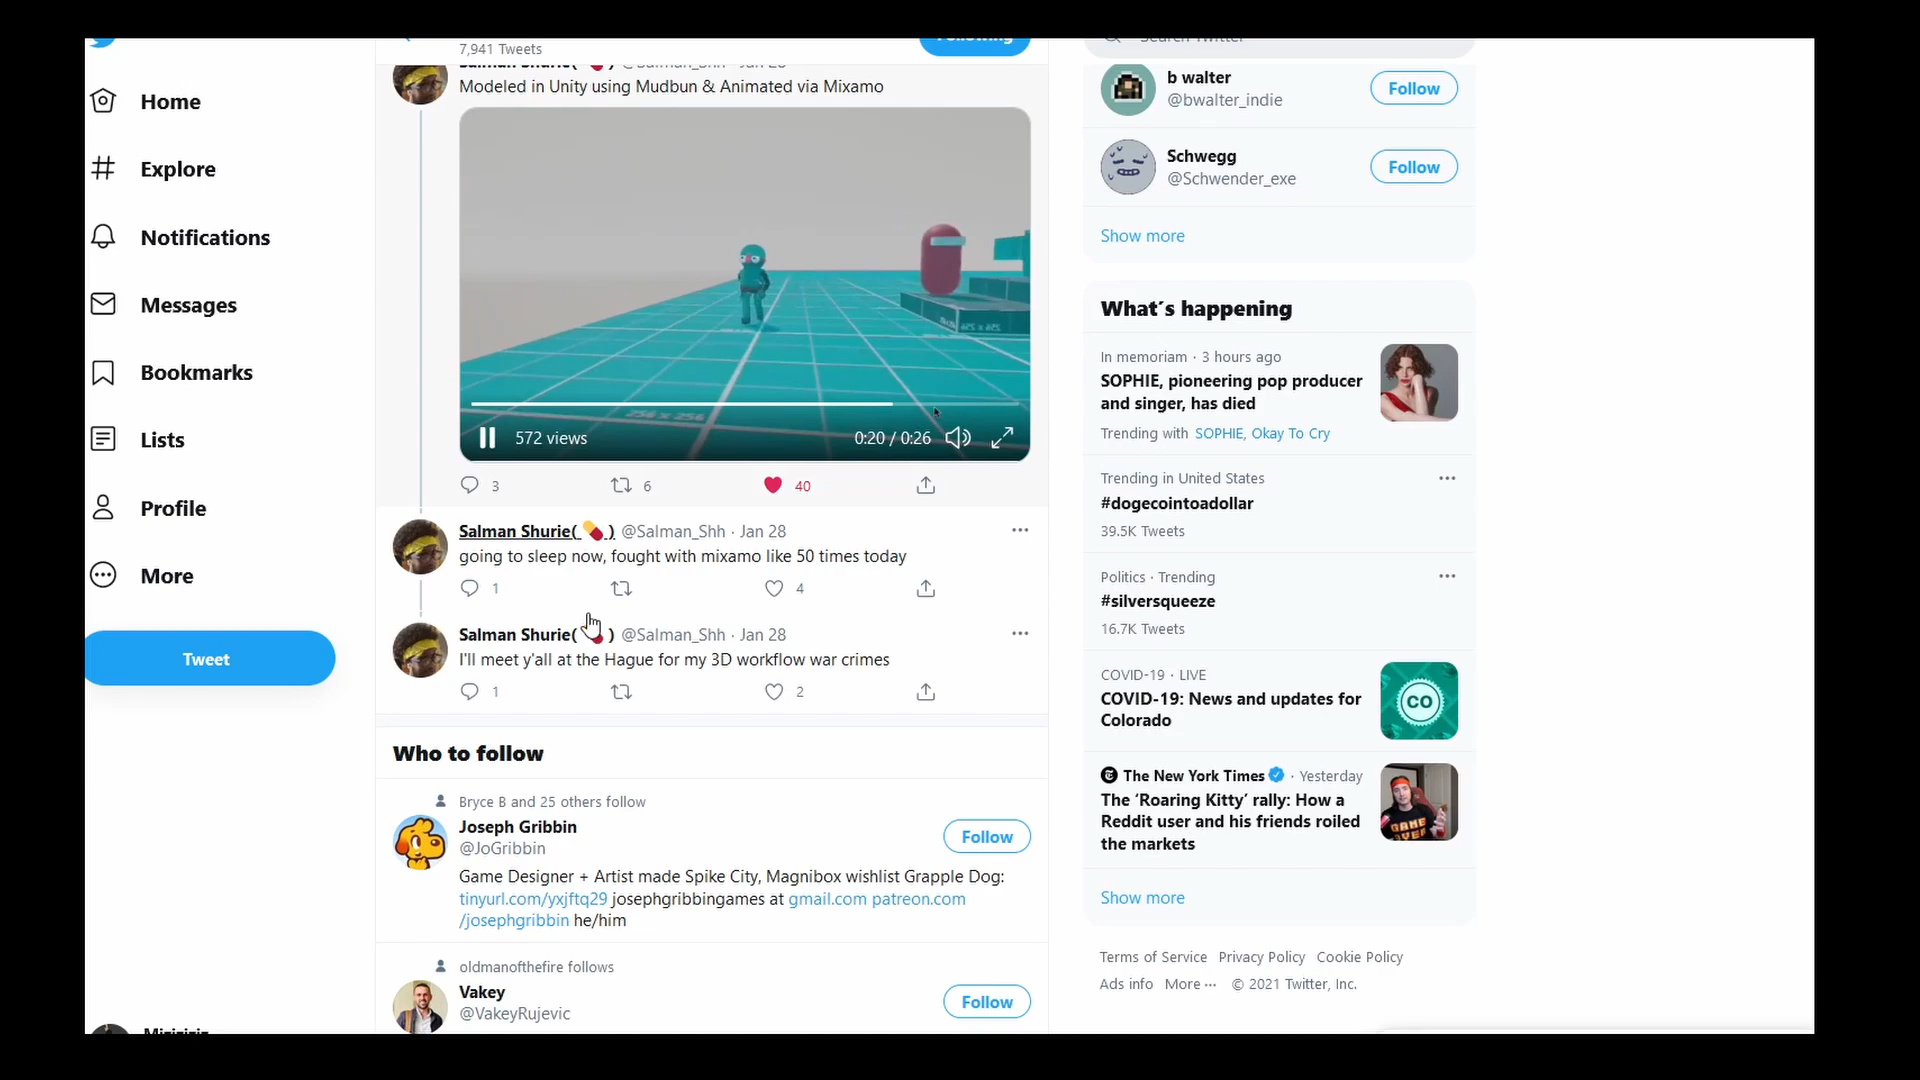 7,941 Tweets
Following
Search Twitter
Home
Explore
Notifications
Messages
Bookmarks
Lists
Profile
More
Tweet
Salman Shurie( ) @Salman_Shh · Jan 28
Modeled in Unity using Mudbun & Animated via Mixamo
256 x 256
572 views
0:20 / 0:26
3
6
40
Salman Shurie( 💊 ) @Salman_Shh · Jan 28
going to sleep now, fought with mixamo like 50 times today
1
4
Salman Shurie( 💊 ) @Salman_Shh · Jan 28
I'll meet y'all at the Hague for my 3D workflow war crimes
1
2
Who to follow
Bryce B and 25 others follow
Joseph Gribbin
@JoGribbin
Follow
Game Designer + Artist made Spike City, Magnibox wishlist Grapple Dog:
tinyurl.com/yxjftq29 josephgribbingames at gmail.com patreon.com
/josephgribbin he/him
oldmanofthefire follows
Vakey
@VakeyRujevic
Follow
b walter
@bwalter_indie
Follow
Schwegg
@Schwender_exe
Follow
Show more
What's happening
In memoriam · 3 hours ago
SOPHIE, pioneering pop producer
and singer, has died
Trending with SOPHIE, Okay To Cry
Trending in United States
#dogecointoadollar
39.5K Tweets
Politics · Trending
#silversqueeze
16.7K Tweets
COVID-19 · LIVE
COVID-19: News and updates for
Colorado
CO
The New York Times · Yesterday
The ‘Roaring Kitty’ rally: How a
Reddit user and his friends roiled
the markets
Show more
Terms of Service Privacy Policy Cookie Policy
Ads info More ··· © 2021 Twitter, Inc.